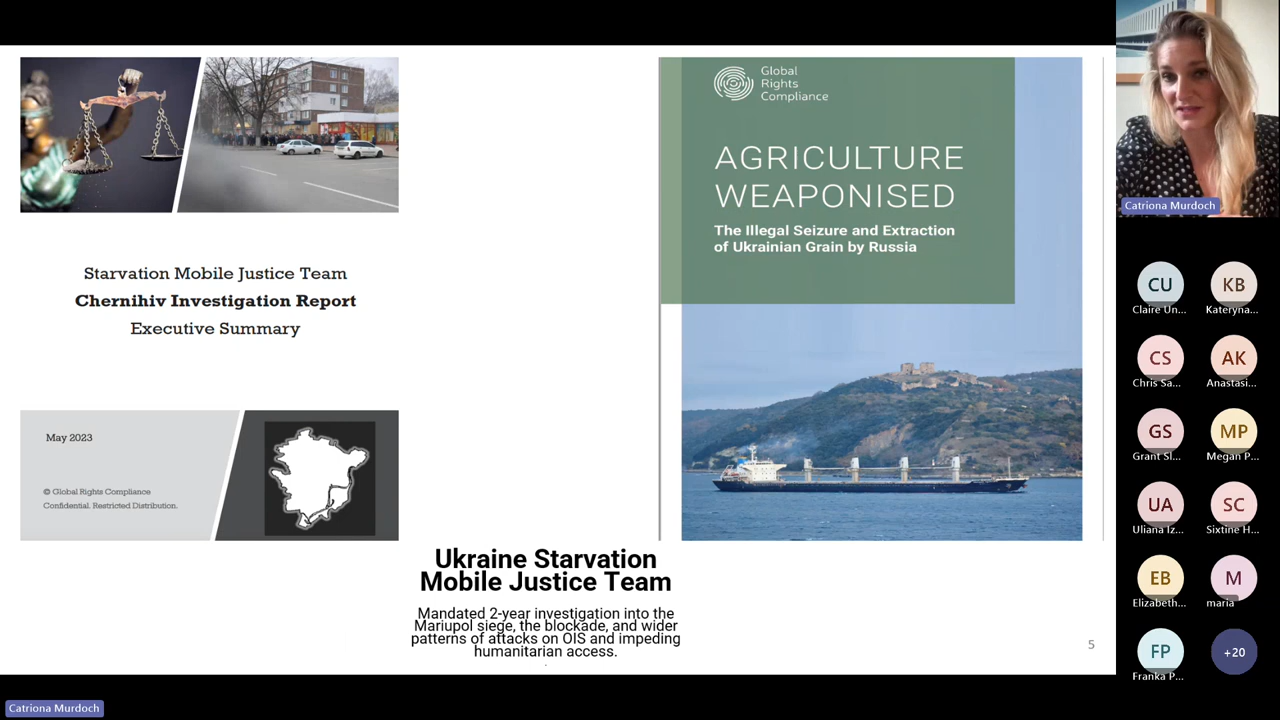 Starvation Mobile Justice Team
Chernihiv Investigation Report
Executive Summary
May 2023
© Global Rights Compliance
Confidential. Restricted Distribution.
Global
Rights
Compliance
AGRICULTURE
WEAPONISED
The Illegal Seizure and Extraction
of Ukrainian Grain by Russia
Ukraine Starvation
Mobile Justice Team
Mandated 2-year investigation into the
Mariupol siege, the blockade, and wider
patterns of attacks on OIS and impeding
humanitarian access.
5
Catriona Murdoch
CU
Claire Un...
KB
Kateryna...
CS
Chris Sa...
AK
Anastasi...
GS
Grant Sl...
MP
Megan P...
UA
Uliana Iz...
SC
Sixtine H...
EB
Elizabeth...
M
maria
FP
Franka P...
+20
Catriona Murdoch